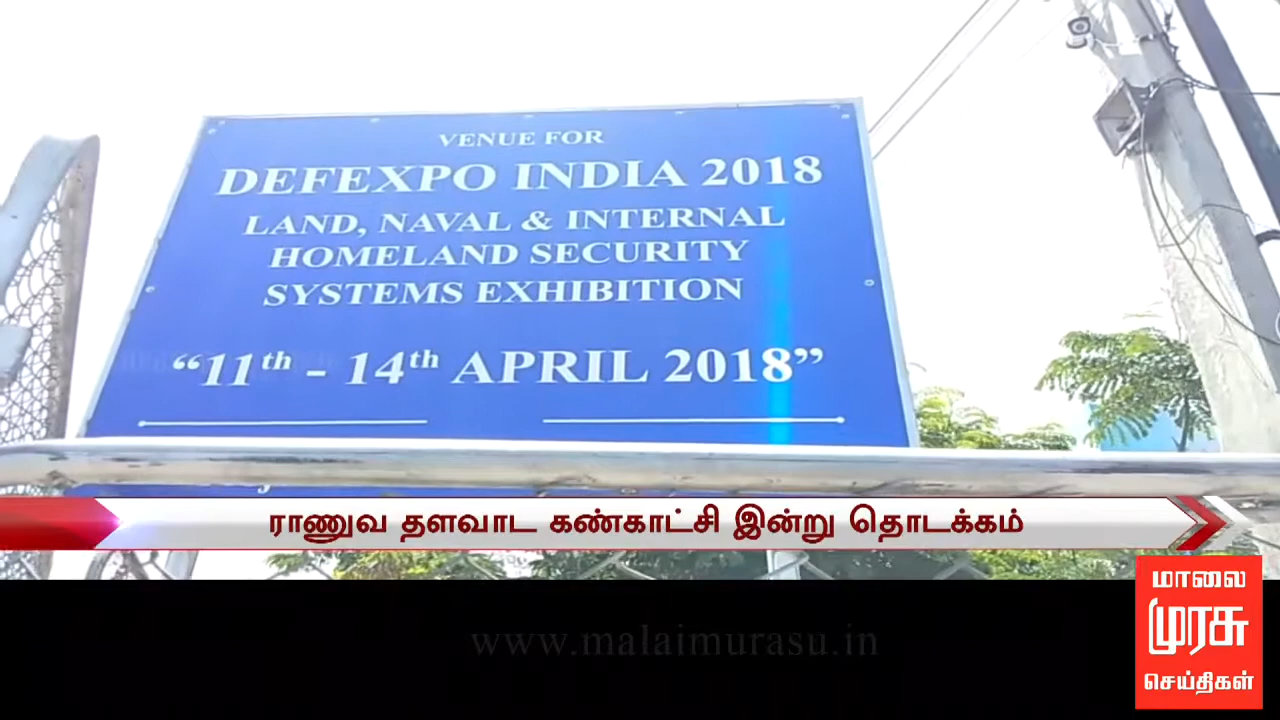 VENUE FOR
DEFEXPO INDIA 2018
LAND, NAVAL & INTERNAL
HOMELAND SECURITY
SYSTEMS EXHIBITION
“11th - 14th APRIL 2018”
ராணுவ தளவாட கண்காட்சி இன்று தொடக்கம்
மாலை
முரசு
செய்திகள்
www.malaimurasu.in